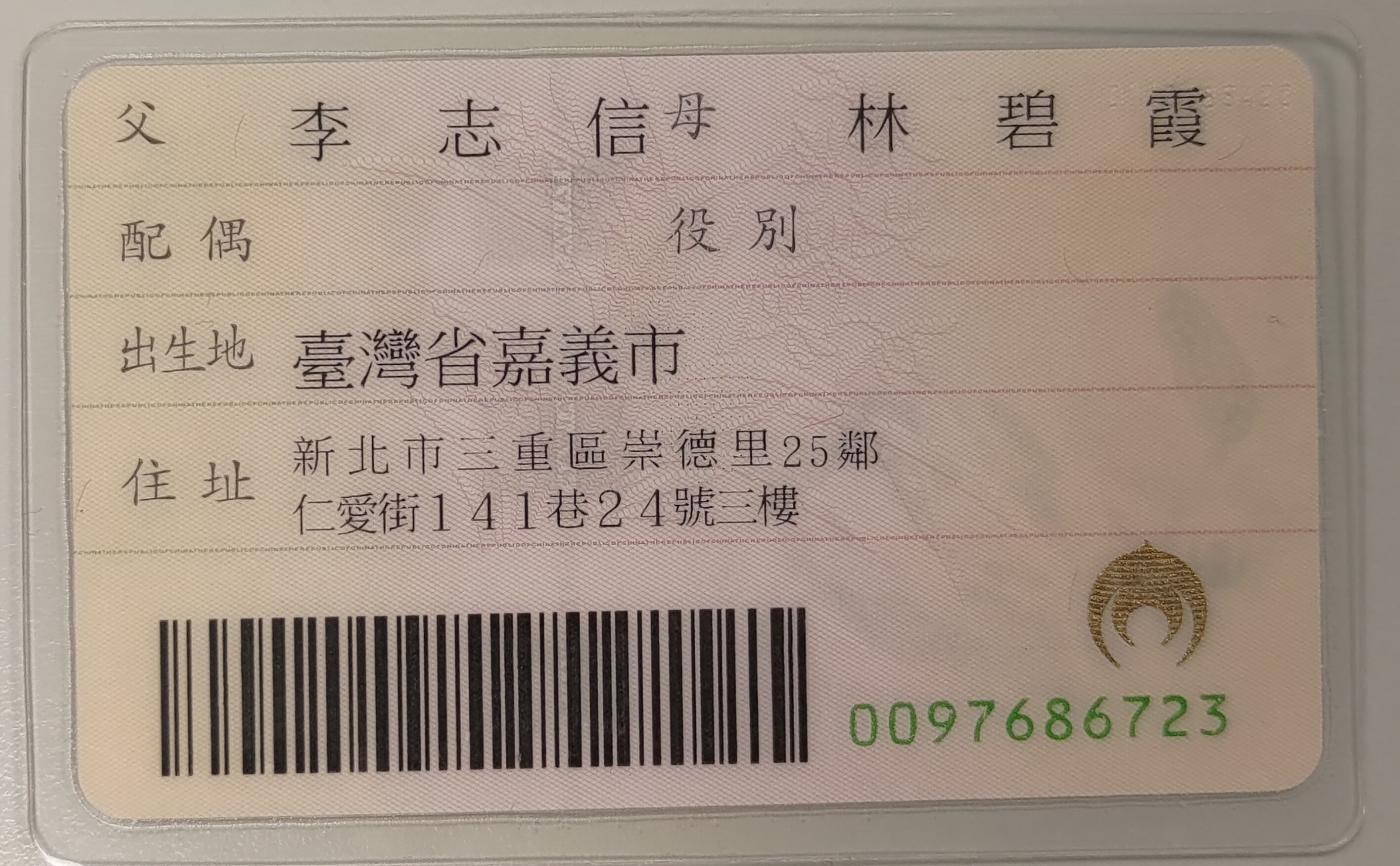 父 李志信 母 林碧霞
配偶 役別
出生地 臺灣省嘉義市
住址 新北市三重區崇德里25鄰
仁愛街141巷24號三樓
0097686723